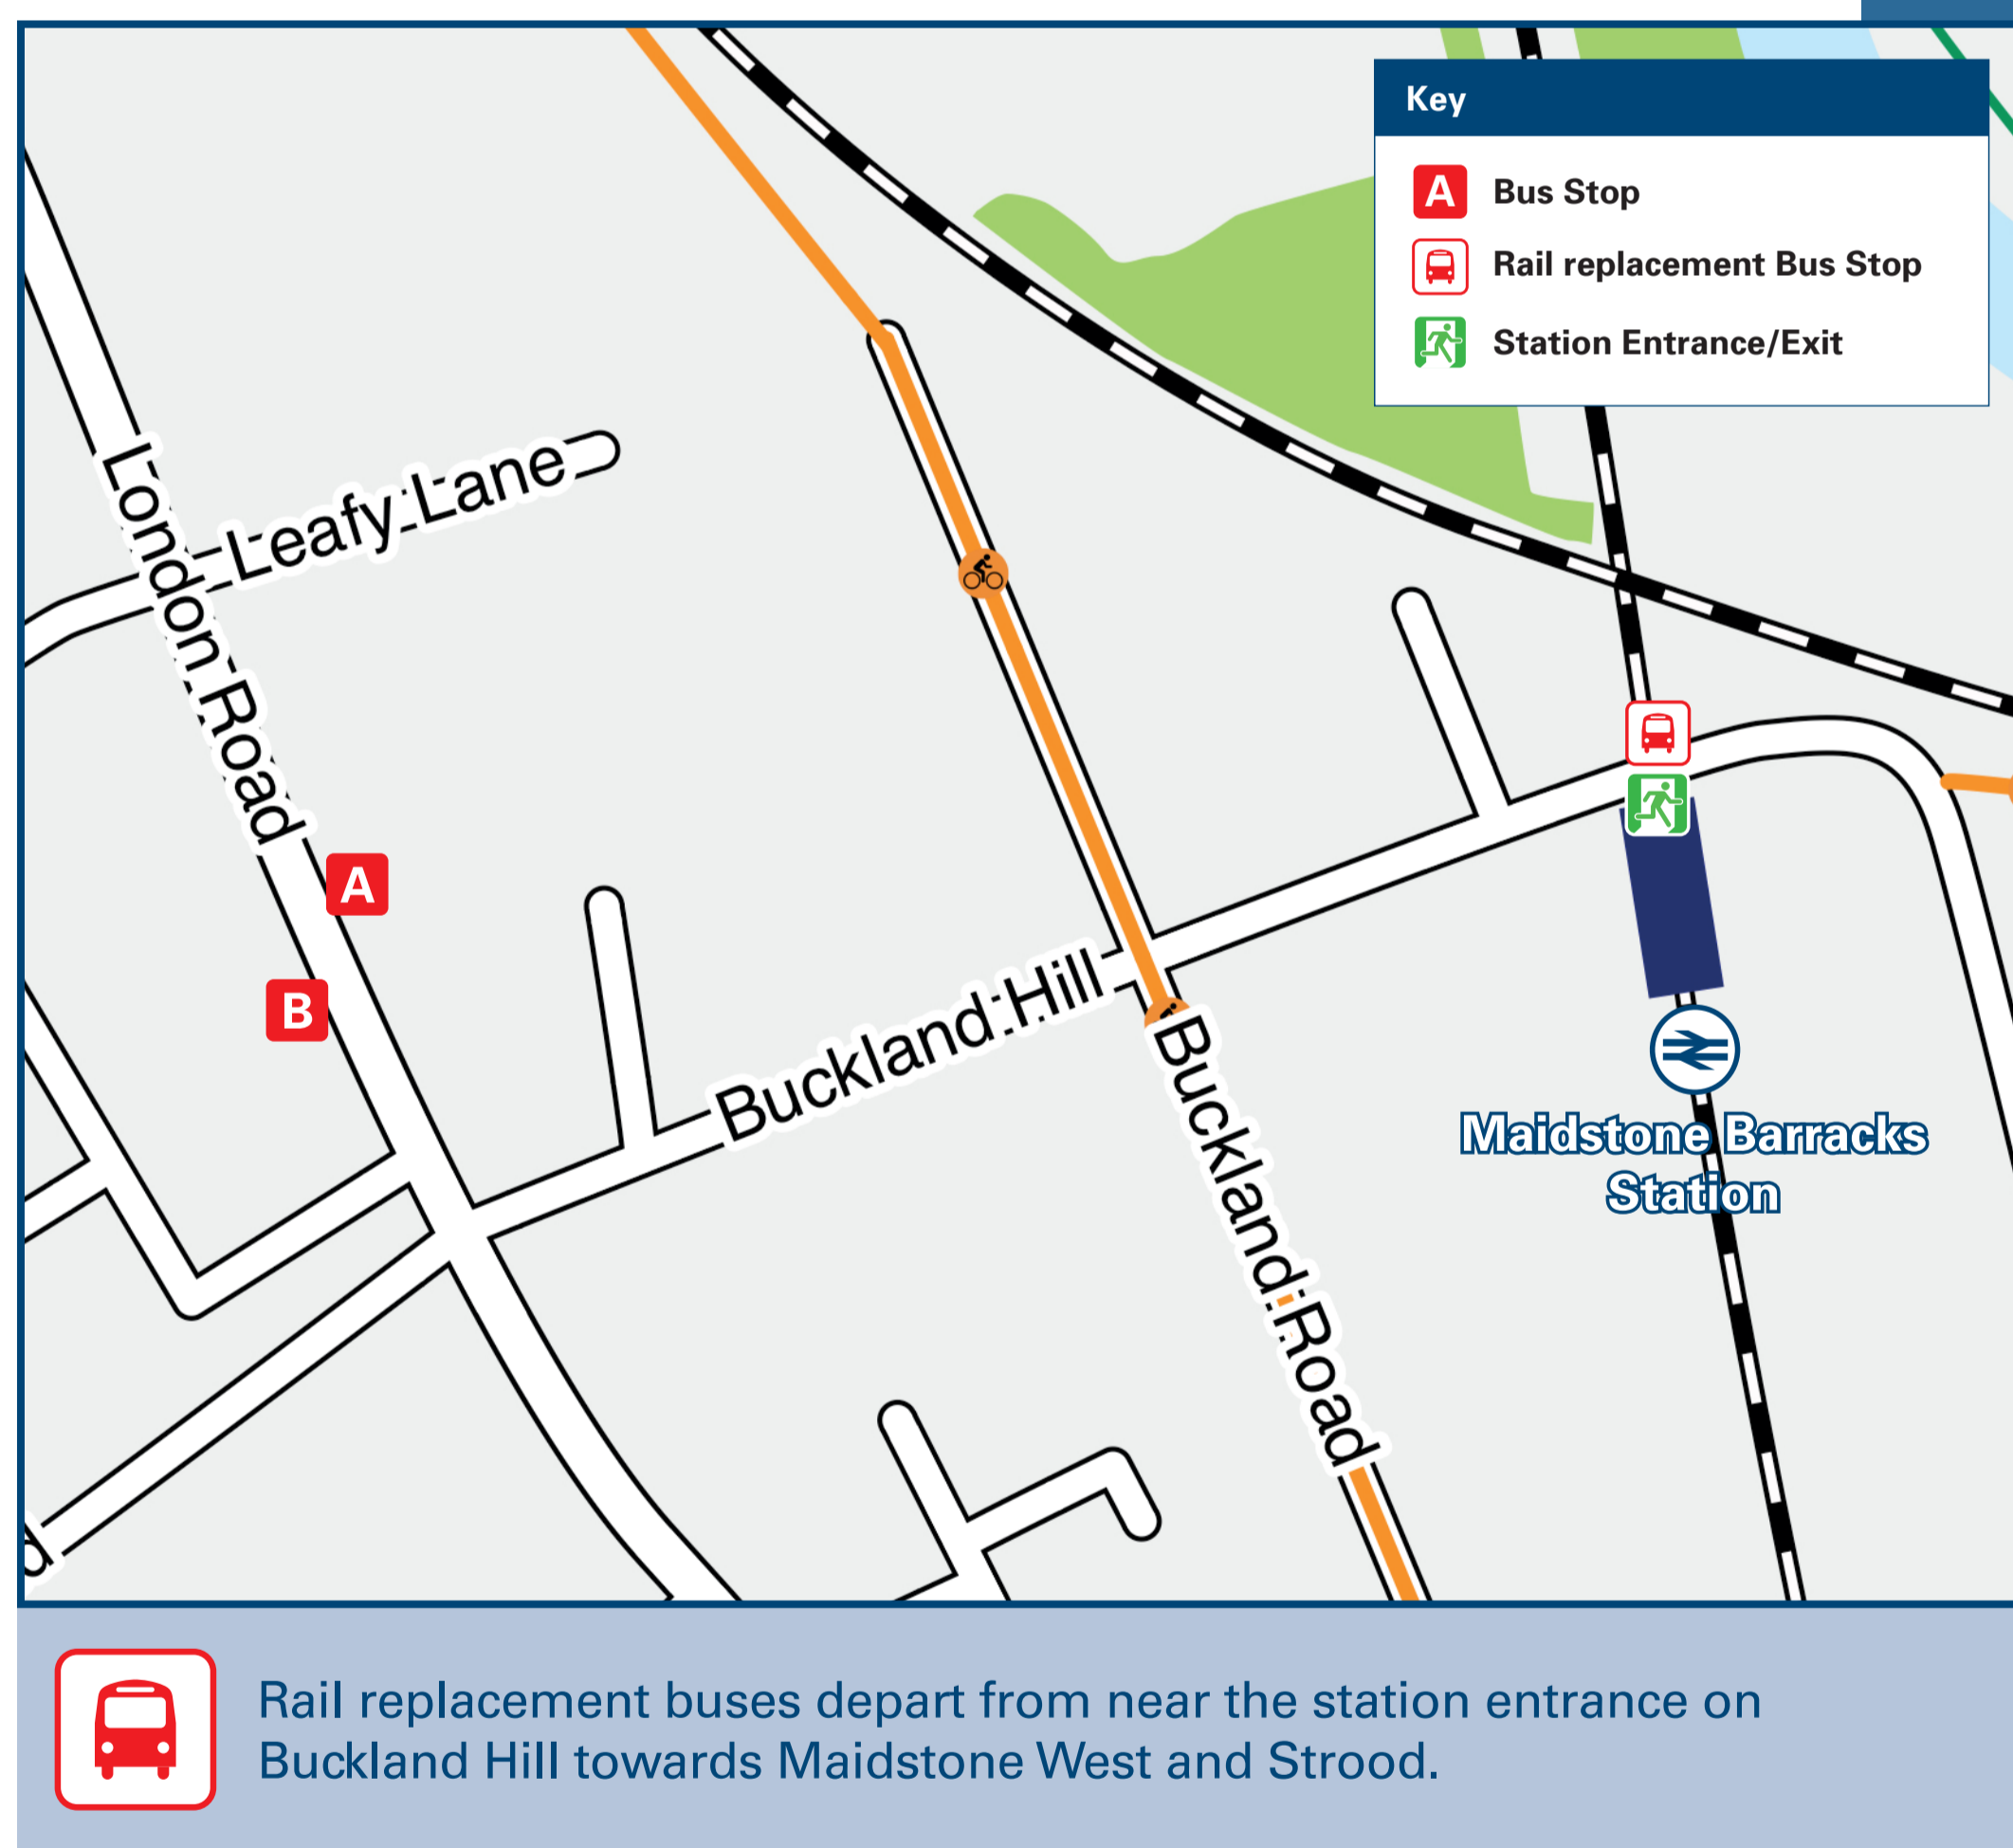 Key
A
Bus Stop
Rail replacement Bus Stop
Station Entrance/Exit
London Road
Leafy Lane
A
B
Buckland Hill
Buckland Road
Maidstone Barracks
Station
d
Rail replacement buses depart from near the station entrance on
Buckland Hill towards Maidstone West and Strood.